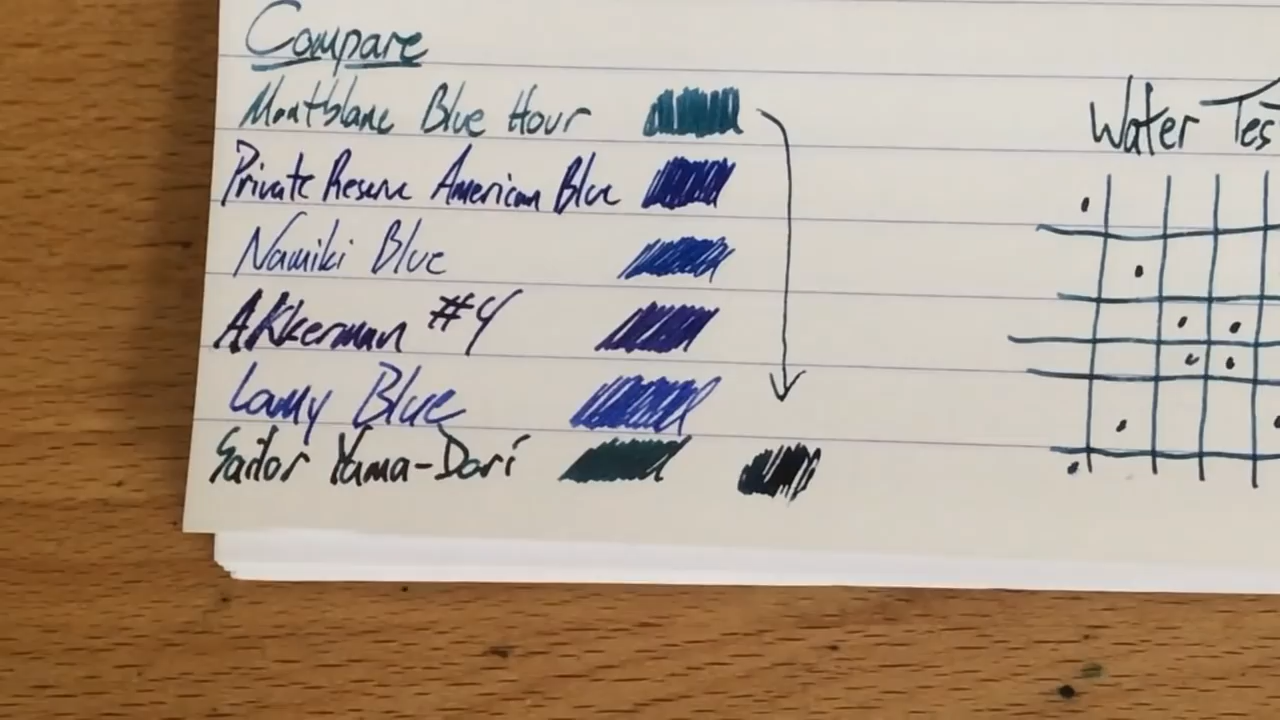 Compare
Montblanc Blue Hour
Private Reserve American Blue
Namiki Blue
Akkerman #4
Lamy Blue
Sailor Yama-Dori
Water Tes